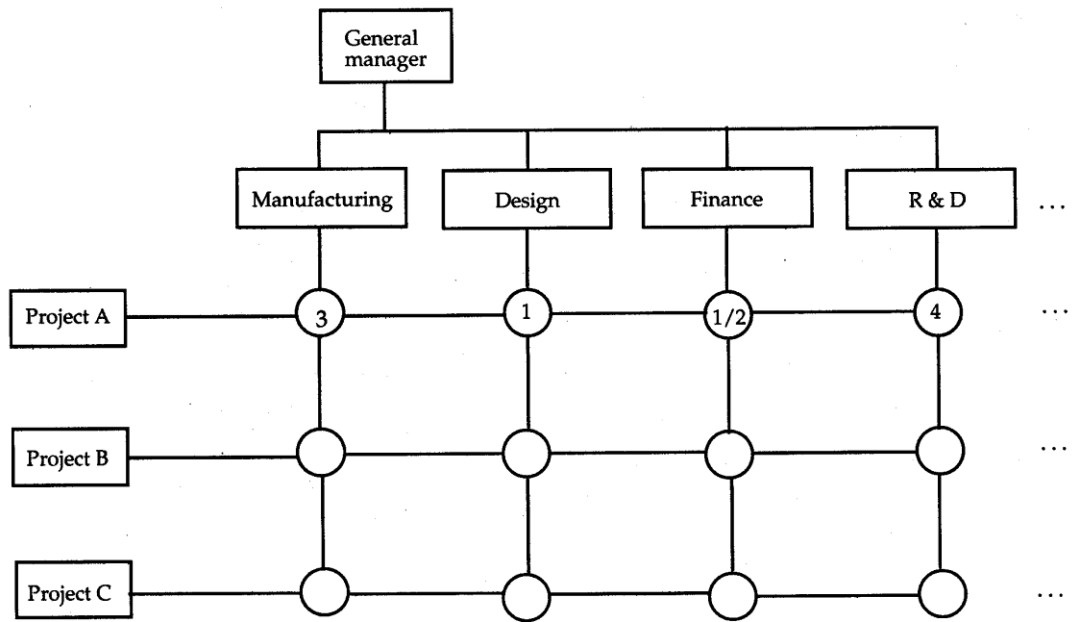 General
manager
Manufacturing
Design
Finance
R & D
...
Project A
3
1
1/2
4
...
Project B
...
Project C
...